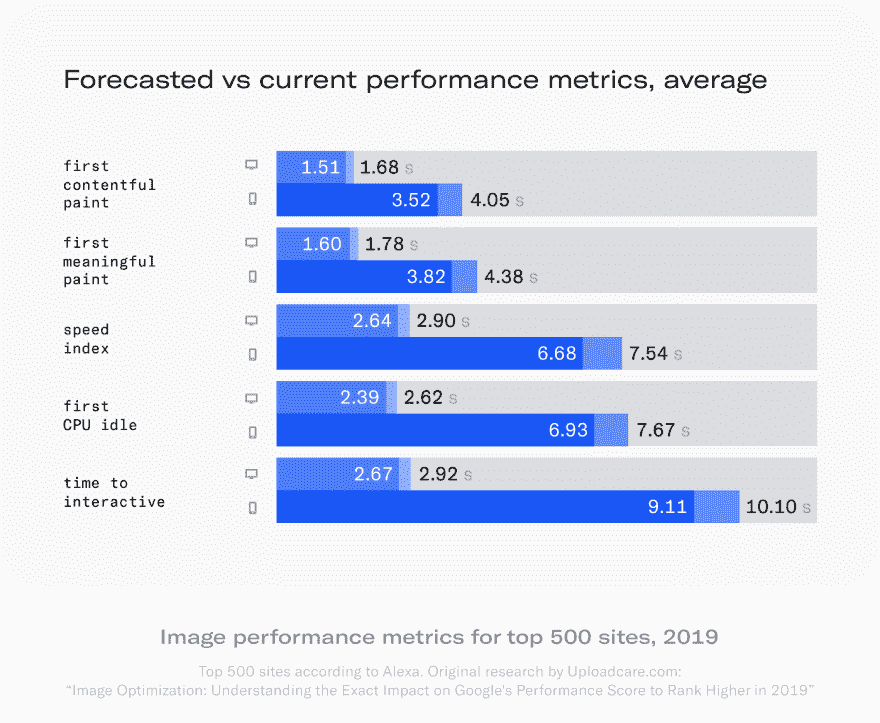 Forecasted vs current performance metrics, average
first
contentful
paint
1.51 1.68 s
3.52 4.05 s
first
meaningful
paint
1.60 1.78 s
3.82 4.38 s
speed
index
2.64 2.90 s
6.68 7.54 s
first
CPU idle
2.39 2.62 s
6.93 7.67 s
time to
interactive
2.67 2.92 s
9.11 10.10 s
Image performance metrics for top 500 sites, 2019
Top 500 sites according to Alexa. Original research by Uploadcare.com:
“Image Optimization: Understanding the Exact Impact on Google's Performance Score to Rank Higher in 2019”